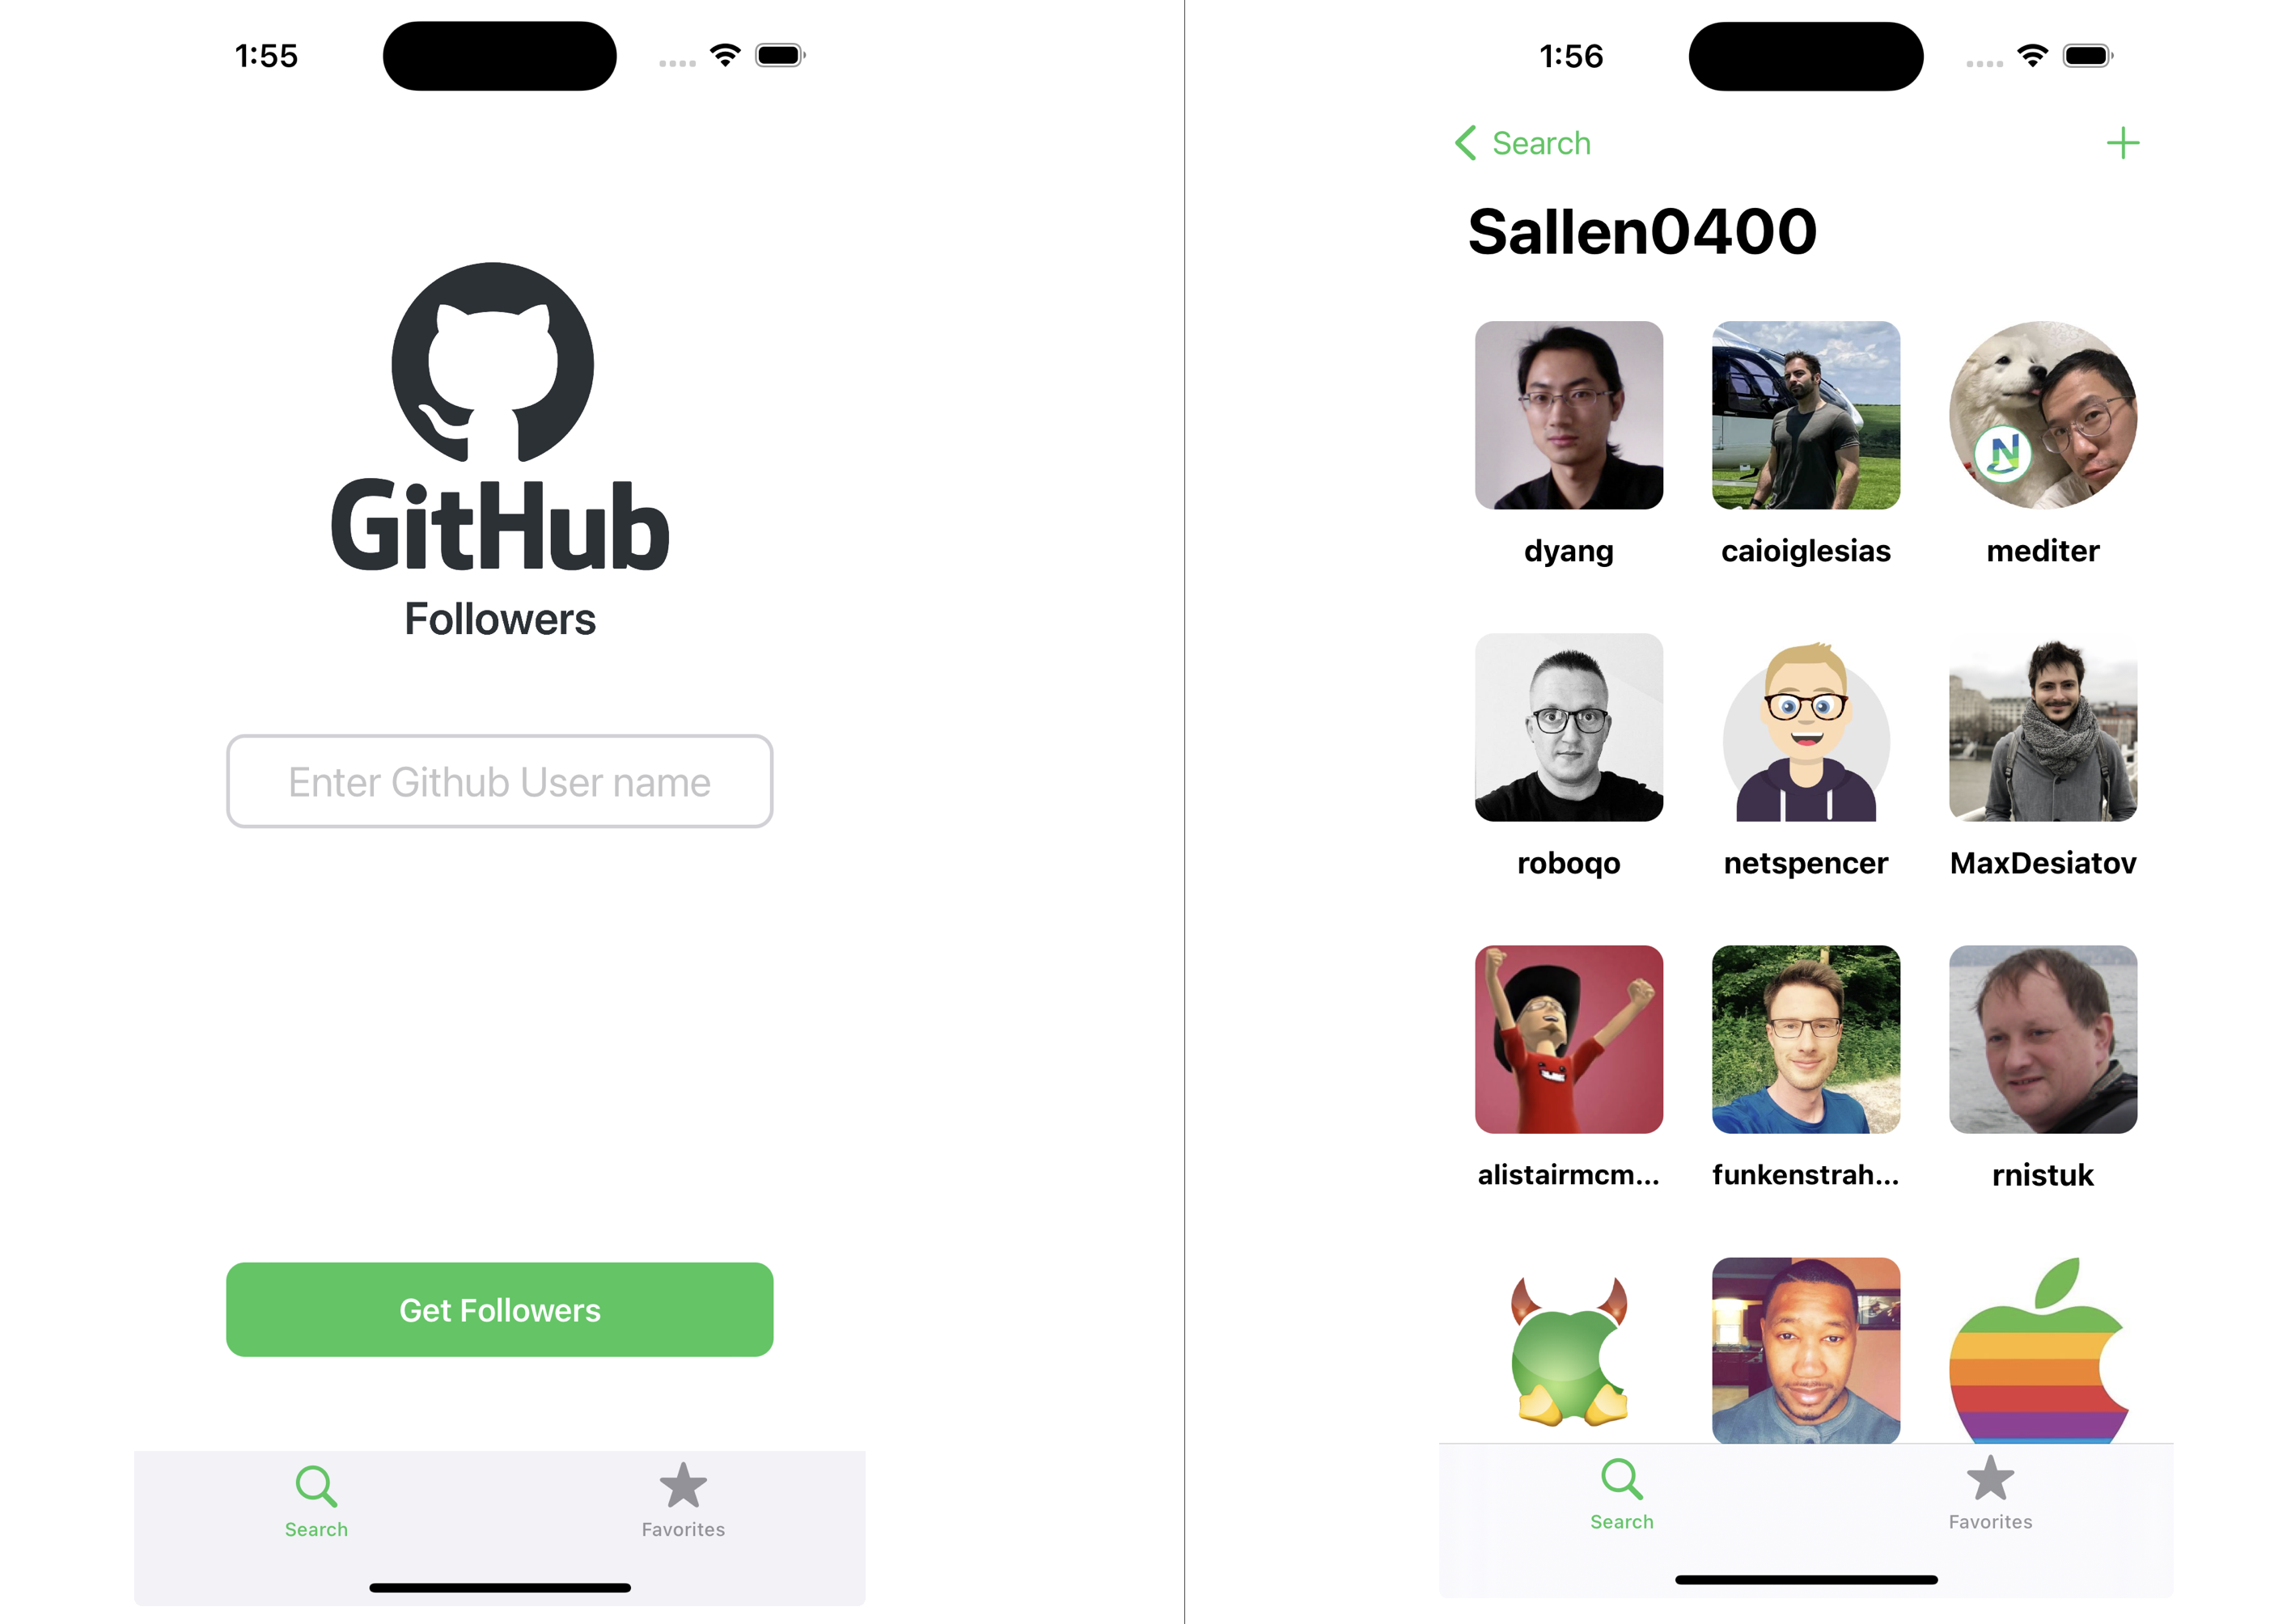 1:55
GitHub
Followers
Enter Github User name
Get Followers
Search
Favorites
1:56
Search
Sallen0400
dyang
caioiglesias
mediter
N
roboqo
netspencer
MaxDesiatov
alistairmcm...
funkenstrah...
rnistuk
Search
Favorites